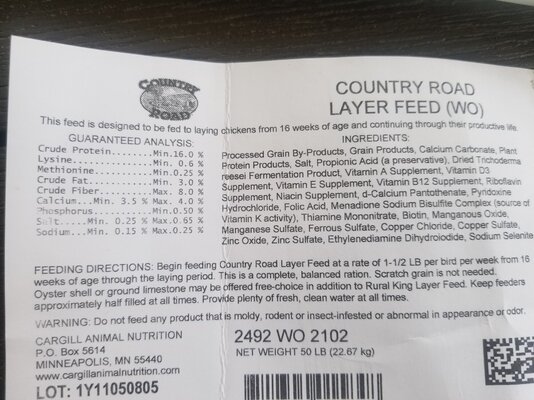 COUNTRY
ROAD
COUNTRY ROAD
LAYER FEED (WO)
This feed is designed to be fed to laying chickens from 16 weeks of age and continuing through their productive life.
GUARANTEED ANALYSIS:
Crude Protein.......Min.16.0 %
Lysine..............Min. 0.6 %
Methionine..........Min.0.25 %
Crude Fat...........Min. 3.0 %
Crude Fiber.........Max. 8.0 %
Calcium...Min. 3.5 % Max. 4.0 %
Phosphorus..........Min.0.50 %
Salt.....Min. 0.25 % Max.0.65 %
Sodium...Min. 0.15 % Max.0.25 %
INGREDIENTS:
Processed Grain By-Products, Grain Products, Calcium Carbonate, Plant
Protein Products, Salt, Propionic Acid (a preservative), Dried Trichoderma
reesei Fermentation Product, Vitamin A Supplement, Vitamin D3
Supplement, Vitamin E Supplement, Vitamin B12 Supplement, Riboflavin
Supplement, Niacin Supplement, d-Calcium Pantothenate, Pyridoxine
Hydrochloride, Folic Acid, Menadione Sodium Bisulfite Complex (source of
Vitamin K activity), Thiamine Mononitrate, Biotin, Manganous Oxide,
Manganese Sulfate, Ferrous Sulfate, Copper Chloride, Copper Sulfate,
Zinc Oxide, Zinc Sulfate, Ethylenediamine Dihydroiodide, Sodium Selenite
FEEDING DIRECTIONS: Begin feeding Country Road Layer Feed at a rate of 1-1/2 LB per bird per week from 16
weeks of age through the laying period. This is a complete, balanced ration. Scratch grain is not needed.
Oyster shell or ground limestone may be offered free-choice in addition to Rural King Layer Feed. Keep feeders
approximately half filled at all times. Provide plenty of fresh, clean water at all times.
WARNING: Do not feed any product that is moldy, rodent or insect-infested or abnormal in appearance or odor.
CARGILL ANIMAL NUTRITION
P.O. Box 5614
MINNEAPOLIS, MN 55440
www.cargillanimalnutrition.com
LOT: 1Y11050805
2492 WO 2102
NET WEIGHT 50 LB (22.67 kg)